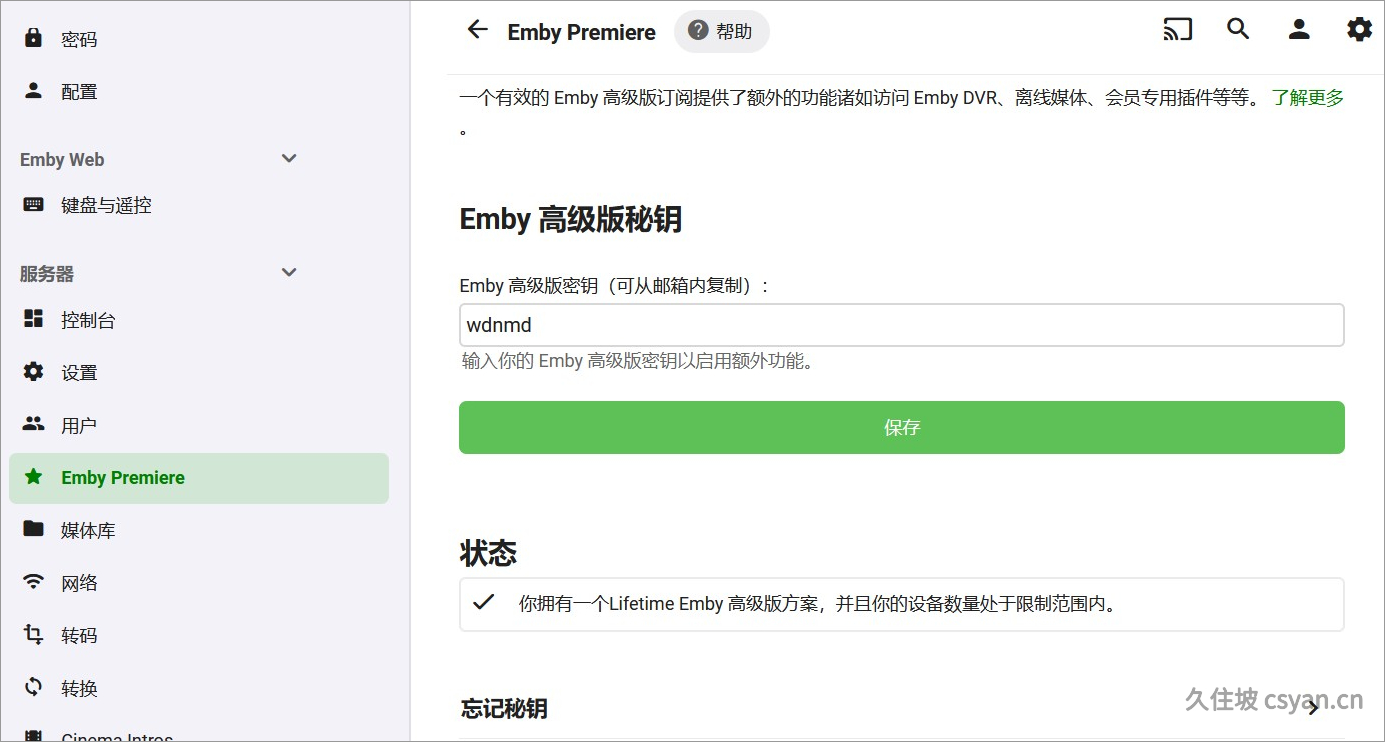 密码
配置
Emby Web
键盘与遥控
服务器
控制台
设置
用户
Emby Premiere
媒体库
网络
转码
转换
Cinema Intros
Emby Premiere
帮助
一个有效的 Emby 高级版订阅提供了额外的功能诸如访问 Emby DVR、离线媒体、会员专用插件等等。 了解更多
。
Emby 高级版秘钥
Emby 高级版密钥（可从邮箱内复制）:
wdnmd
输入你的 Emby 高级版密钥以启用额外功能。
保存
状态
你拥有一个Lifetime Emby 高级版方案，并且你的设备数量处于限制范围内。
忘记秘钥
久住坡 csyan.cn